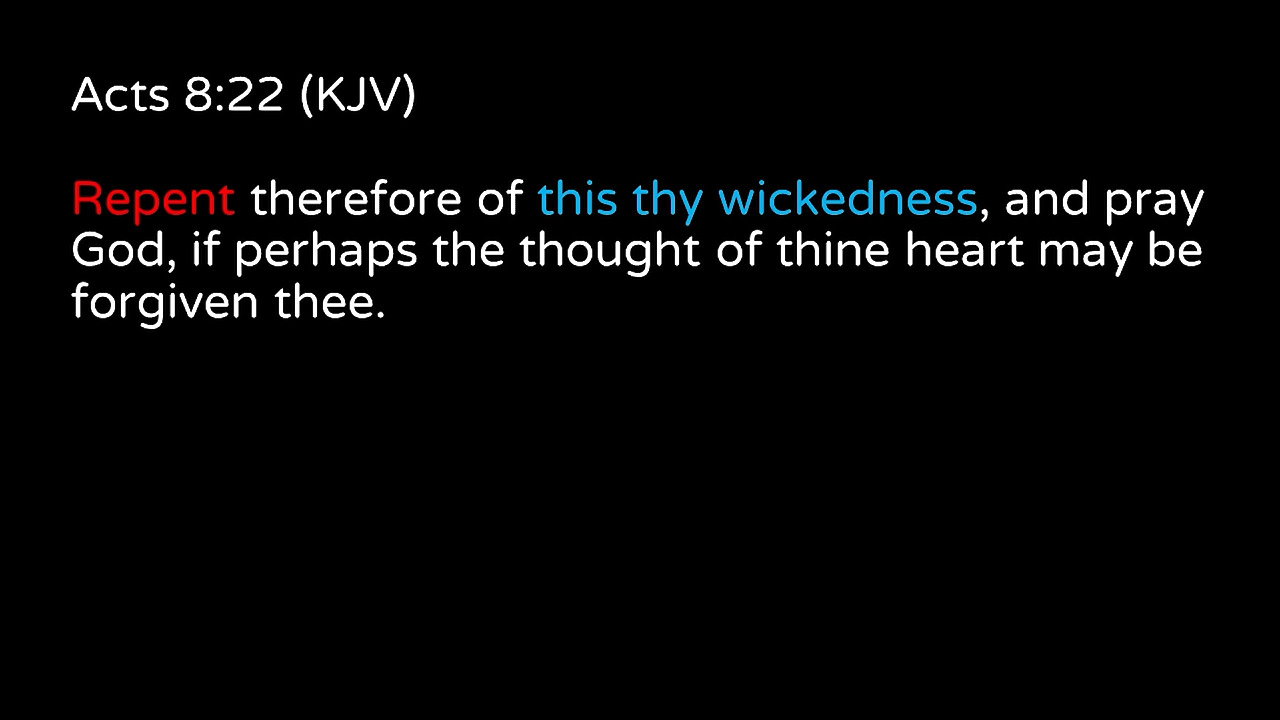 Acts 8:22 (KJV)
Repent therefore of this thy wickedness, and pray
God, if perhaps the thought of thine heart may be
forgiven thee.